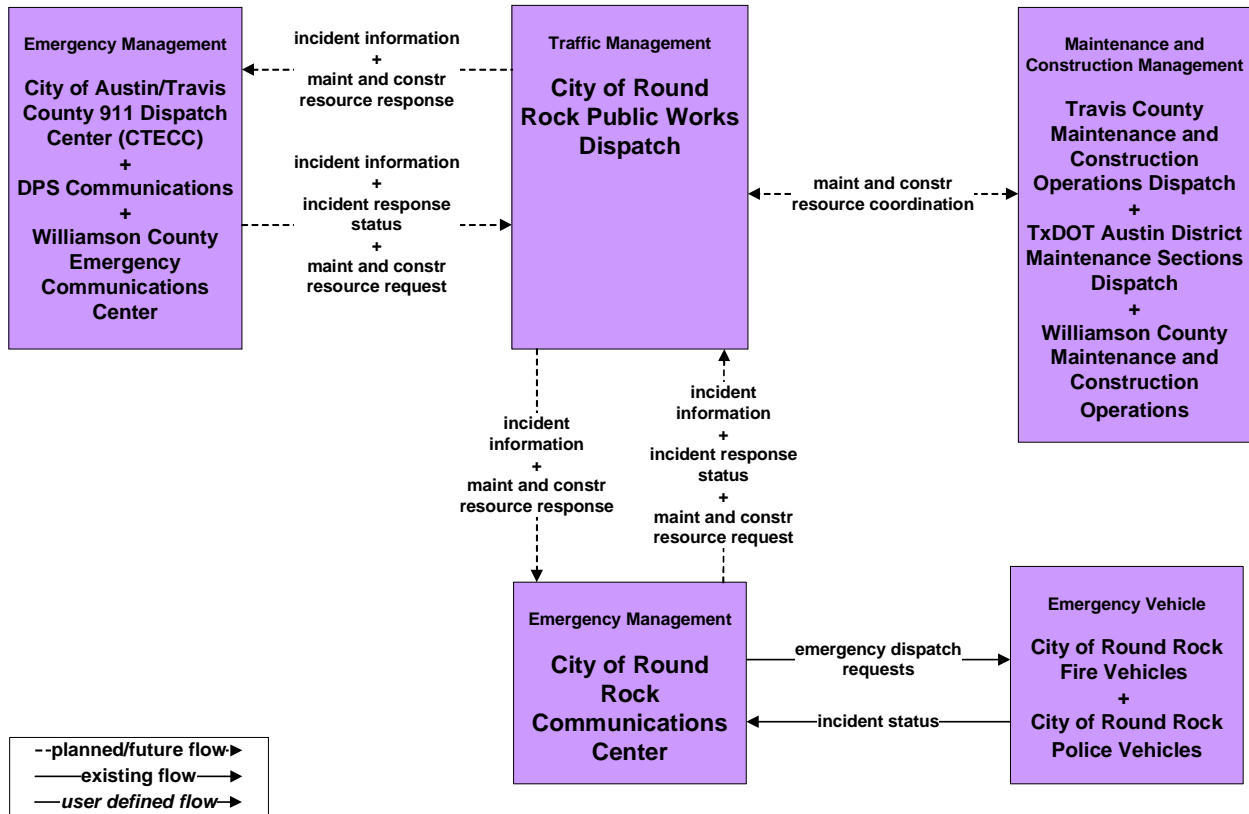 Emergency Management
City of Austin/Travis
County 911 Dispatch
Center (CTECC)
+
DPS Communications
+
Williamson County
Emergency
Communications
Center
incident information
+
maint and constr
resource response
incident information
+
incident response
status
+
maint and constr
resource request
Traffic Management
City of Round
Rock Public Works
Dispatch
maint and constr
resource coordination
Maintenance and
Construction Management
Travis County
Maintenance and
Construction
Operations Dispatch
+
TxDOT Austin District
Maintenance Sections
Dispatch
+
Williamson County
Maintenance and
Construction
Operations
incident
information
+
maint and constr
resource response
incident
information
+
incident response
status
+
maint and constr
resource request
Emergency Management
City of Round
Rock
Communications
Center
emergency dispatch
requests
incident status
Emergency Vehicle
City of Round Rock
Fire Vehicles
+
City of Round Rock
Police Vehicles
planned/future flow
existing flow
user defined flow